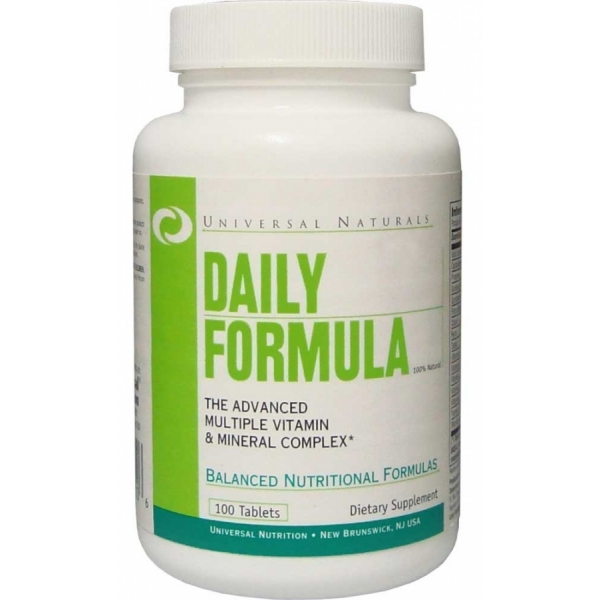 UNIVERSAL NATURALS
DAILY
FORMULA
100% Natural
THE ADVANCED
MULTIPLE VITAMIN
& MINERAL COMPLEX*
BALANCED NUTRITIONAL FORMULAS
100 Tablets
Dietary Supplement
UNIVERSAL NUTRITION • NEW BRUNSWICK, NJ USA
6